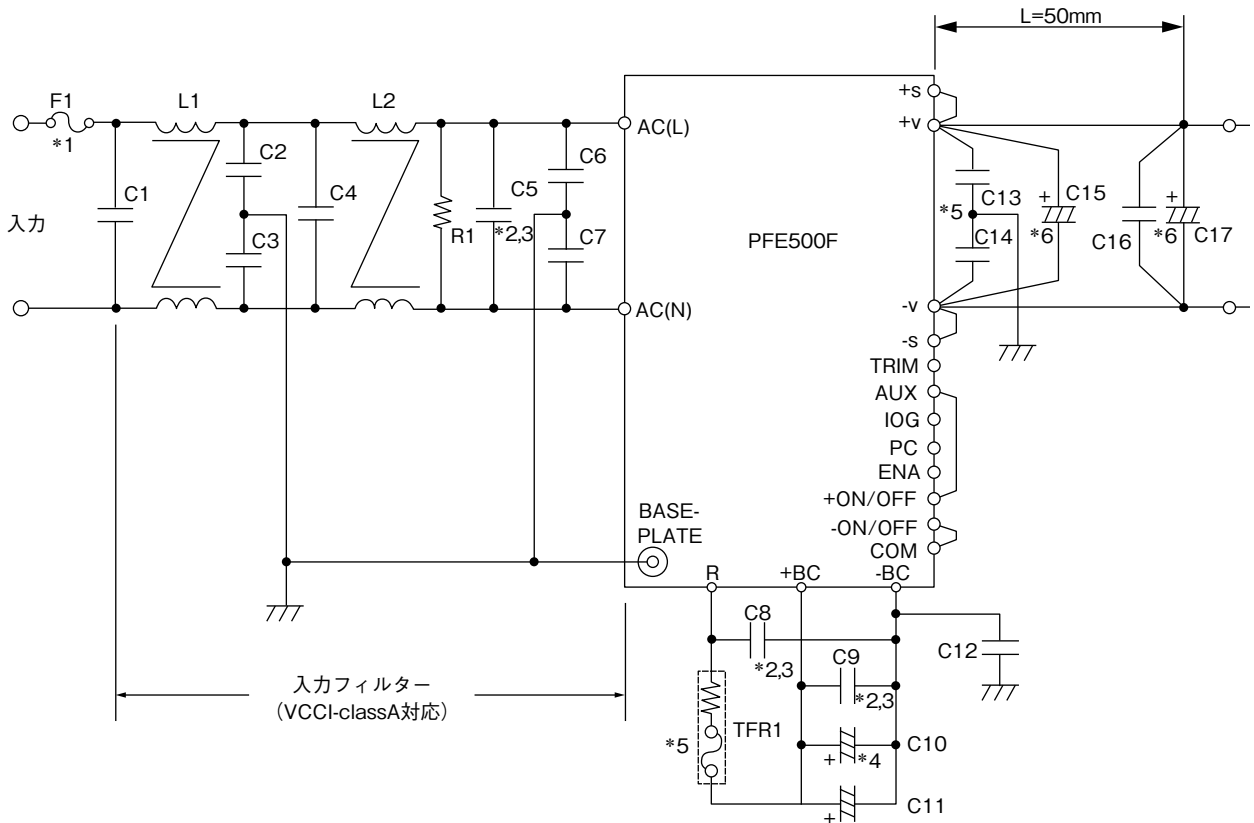 L=50mm
F1
*1
L1
L2
C1
C2
C3
C4
R1
C5
*2,3
C6
C7
入力
AC(L)
AC(N)
PFE500F
+s
+v
-v
-s
TRIM
AUX
IOG
PC
ENA
+ON/OFF
-ON/OFF
COM
C13
*5
C14
+
C15
*6
C16
+
*6
C17
BASE-
PLATE
R
+BC
-BC
C8
*2,3
C9
*2,3
C12
TFR1
*5
+
*4
C10
+
C11
入力フィルター
（VCCI-classA対応）